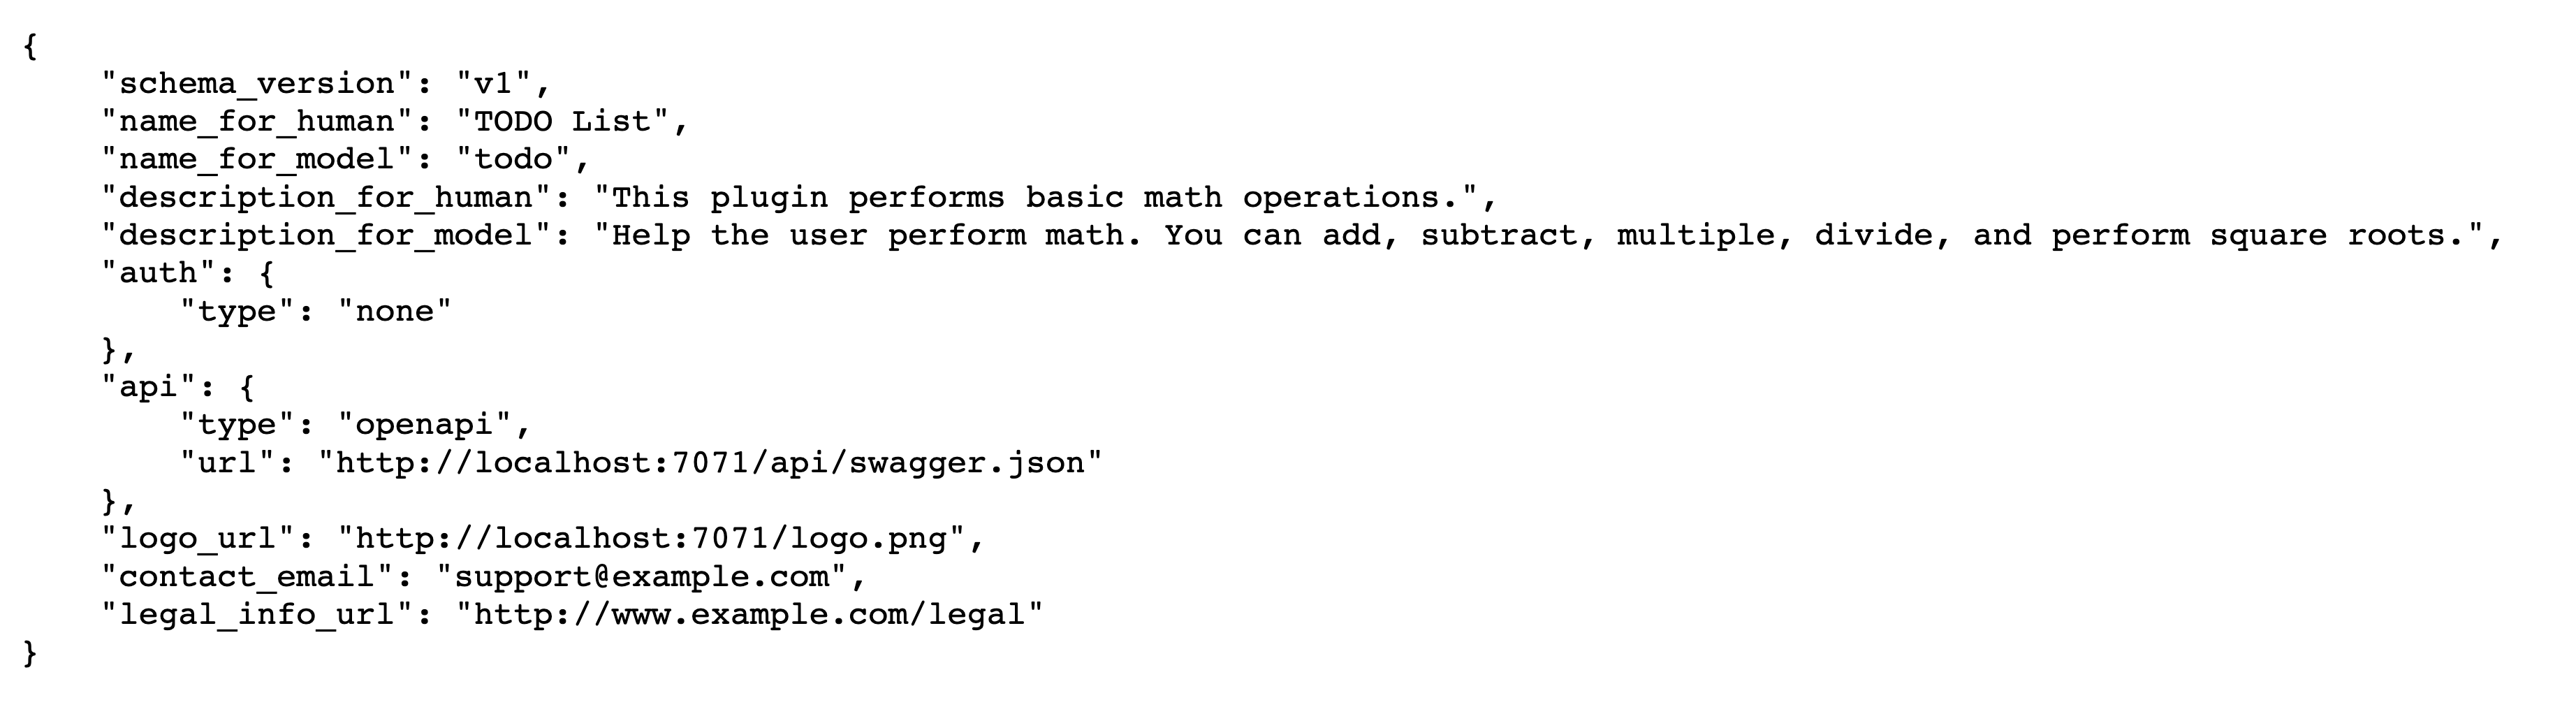 {
    "schema_version": "v1",
    "name_for_human": "TODO List",
    "name_for_model": "todo",
    "description_for_human": "This plugin performs basic math operations.",
    "description_for_model": "Help the user perform math. You can add, subtract, multiple, divide, and perform square roots.",
    "auth": {
        "type": "none"
    },
    "api": {
        "type": "openapi",
        "url": "http://localhost:7071/api/swagger.json"
    },
    "logo_url": "http://localhost:7071/logo.png",
    "contact_email": "support@example.com",
    "legal_info_url": "http://www.example.com/legal"
}